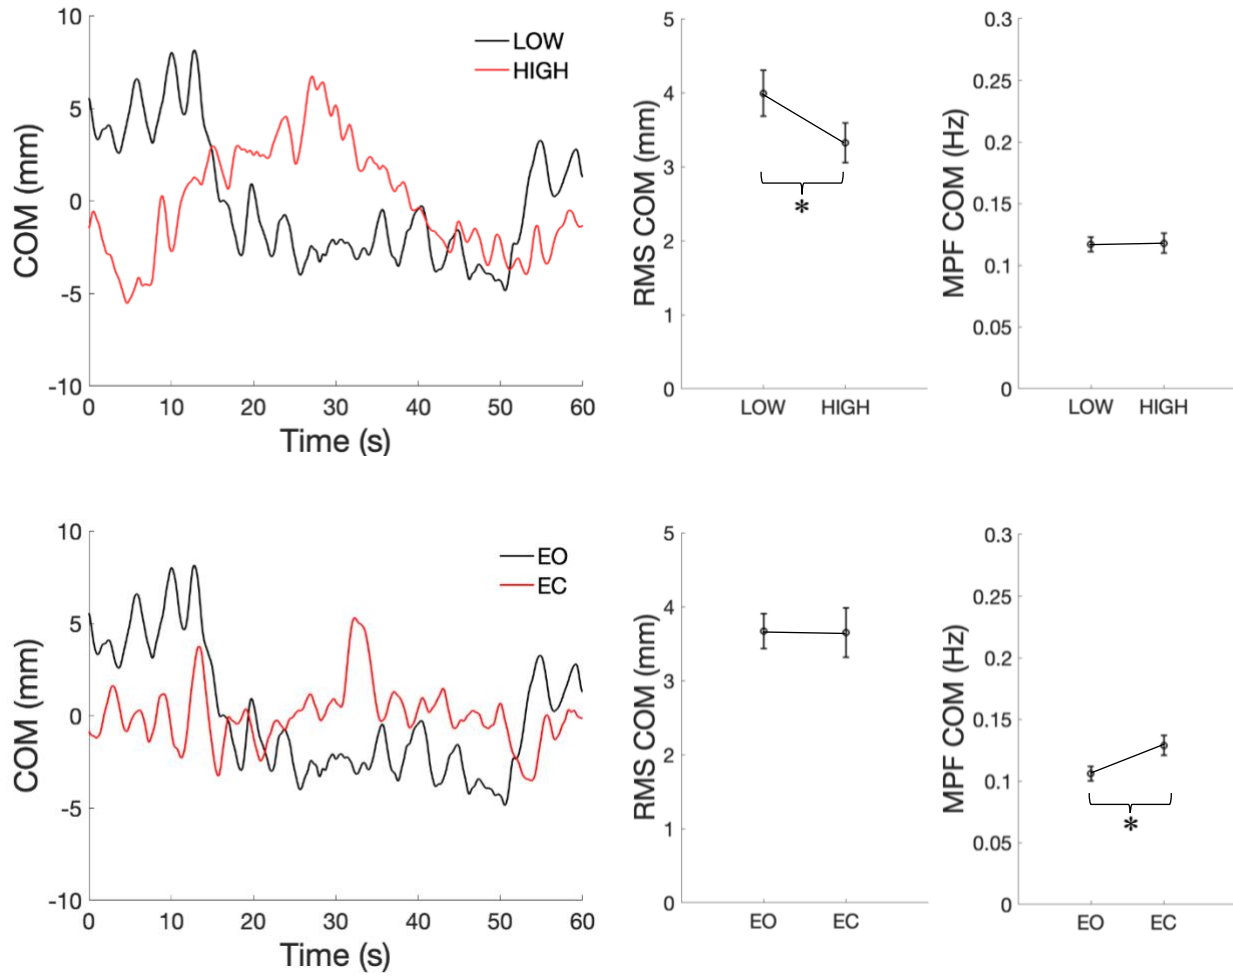 10
5
0
-5
-10
COM (mm)
LOW
HIGH
0 10 20 30 40 50 60
Time (s)
5
4
3
2
1
0
RMS COM (mm)
*
LOW HIGH
0.3
0.25
0.2
0.15
0.1
0.05
0
MPF COM (Hz)
LOW HIGH
10
5
0
-5
-10
COM (mm)
EO
EC
0 10 20 30 40 50 60
Time (s)
5
4
3
2
1
0
RMS COM (mm)
EO EC
0.3
0.25
0.2
0.15
0.1
0.05
0
MPF COM (Hz)
*
EO EC